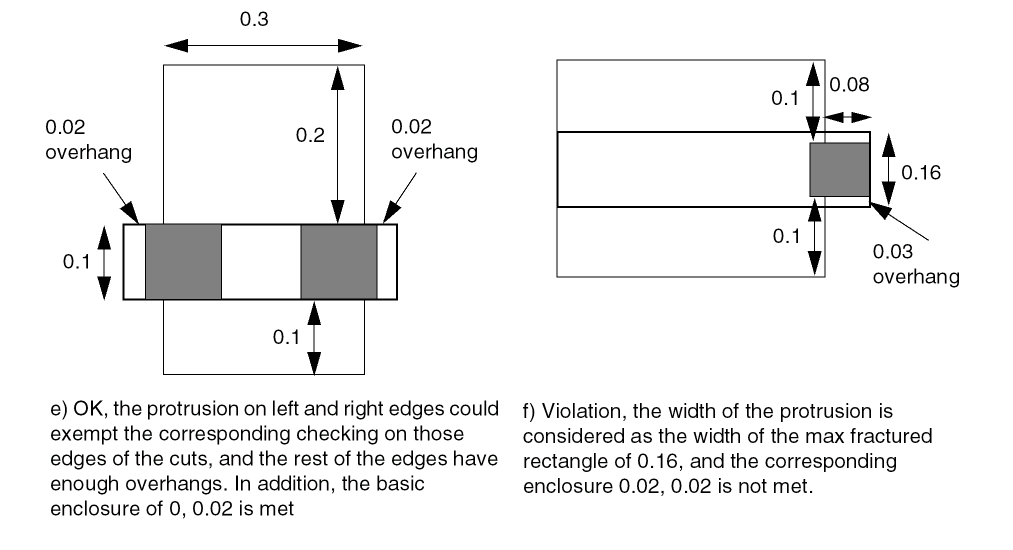 0.3
0.02
overhang
0.2
0.02
overhang
0.1
0.1
0.1
0.08
0.16
0.1
0.03
overhang
e) OK, the protrusion on left and right edges could
exempt the corresponding checking on those
edges of the cuts, and the rest of the edges have
enough overhangs. In addition, the basic
enclosure of 0, 0.02 is met
f) Violation, the width of the protrusion is
considered as the width of the max fractured
rectangle of 0.16, and the corresponding
enclosure 0.02, 0.02 is not met.